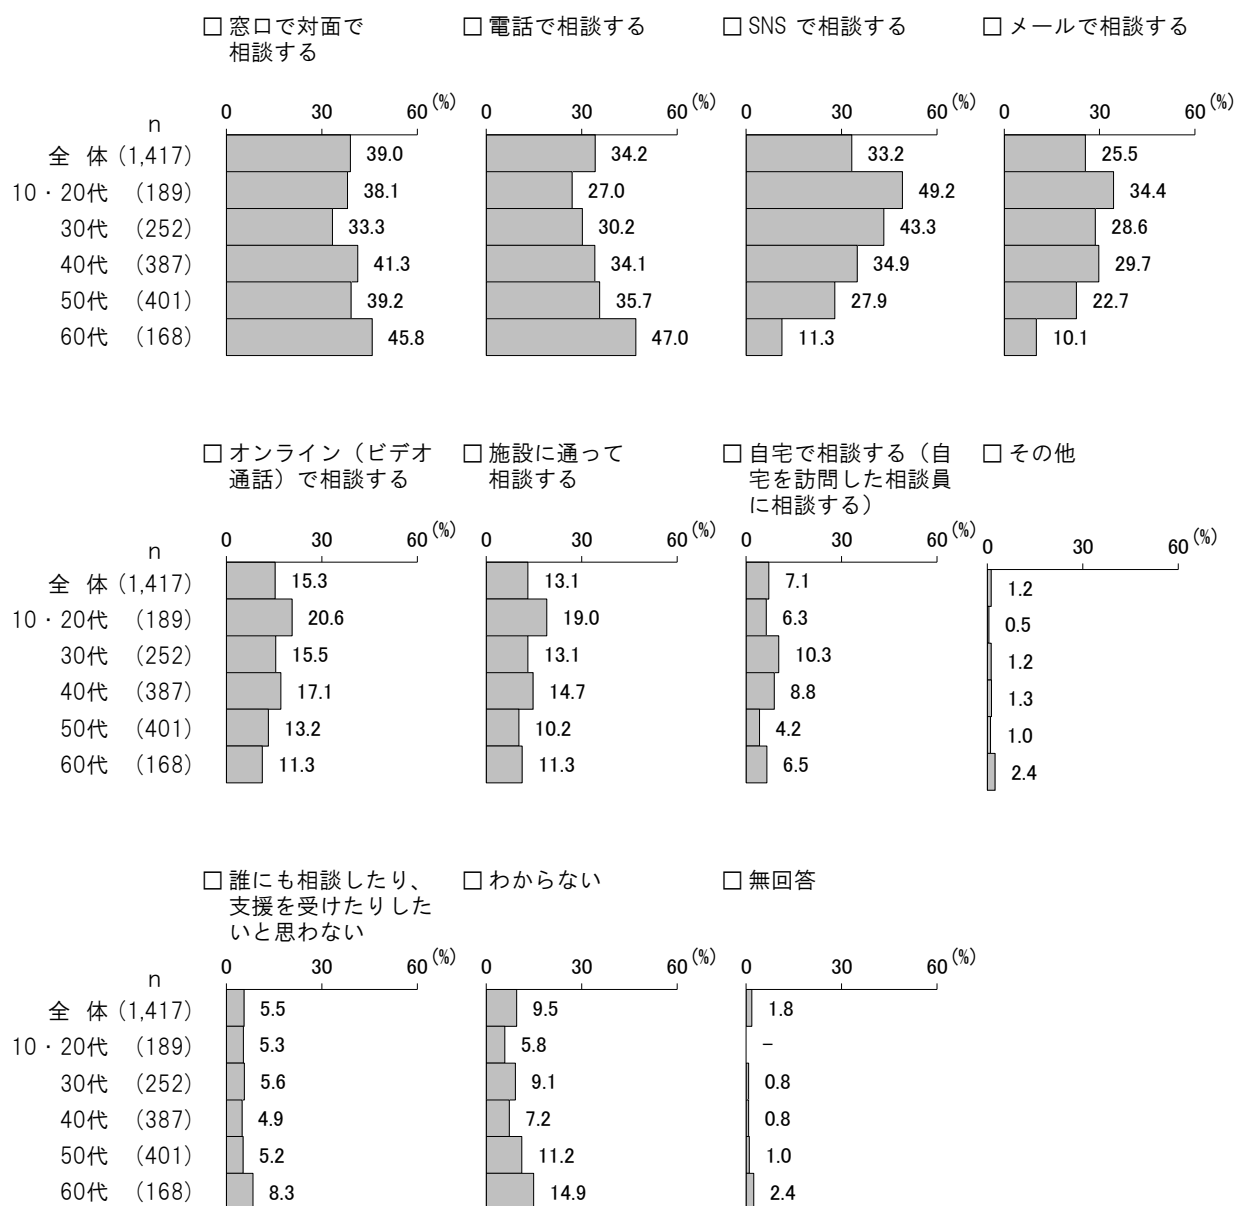 □ 窓口で対面で
相談する
□ 電話で相談する
□ SNS で相談する
□ メールで相談する
0 30 60 (%)
0 30 60 (%)
0 30 60 (%)
0 30 60 (%)
n
全 体 (1,417) 39.0 34.2 33.2 25.5
10・20代 (189) 38.1 27.0 49.2 34.4
30代 (252) 33.3 30.2 43.3 28.6
40代 (387) 41.3 34.1 34.9 29.7
50代 (401) 39.2 35.7 27.9 22.7
60代 (168) 45.8 47.0 11.3 10.1
□ オンライン（ビデオ
通話）で相談する
□ 施設に通って
相談する
□ 自宅で相談する（自
宅を訪問した相談員
に相談する）
□ その他
0 30 60 (%)
0 30 60 (%)
0 30 60 (%)
0 30 60 (%)
n
全 体 (1,417) 15.3 13.1 7.1 1.2
10・20代 (189) 20.6 19.0 6.3 0.5
30代 (252) 15.5 13.1 10.3 1.2
40代 (387) 17.1 14.7 8.8 1.3
50代 (401) 13.2 10.2 4.2 1.0
60代 (168) 11.3 11.3 6.5 2.4
□ 誰にも相談したり、
支援を受けたりした
いと思わない
□ わからない
□ 無回答
0 30 60 (%)
0 30 60 (%)
0 30 60 (%)
n
全 体 (1,417) 5.5 9.5 1.8
10・20代 (189) 5.3 5.8 −
30代 (252) 5.6 9.1 0.8
40代 (387) 4.9 7.2 0.8
50代 (401) 5.2 11.2 1.0
60代 (168) 8.3 14.9 2.4